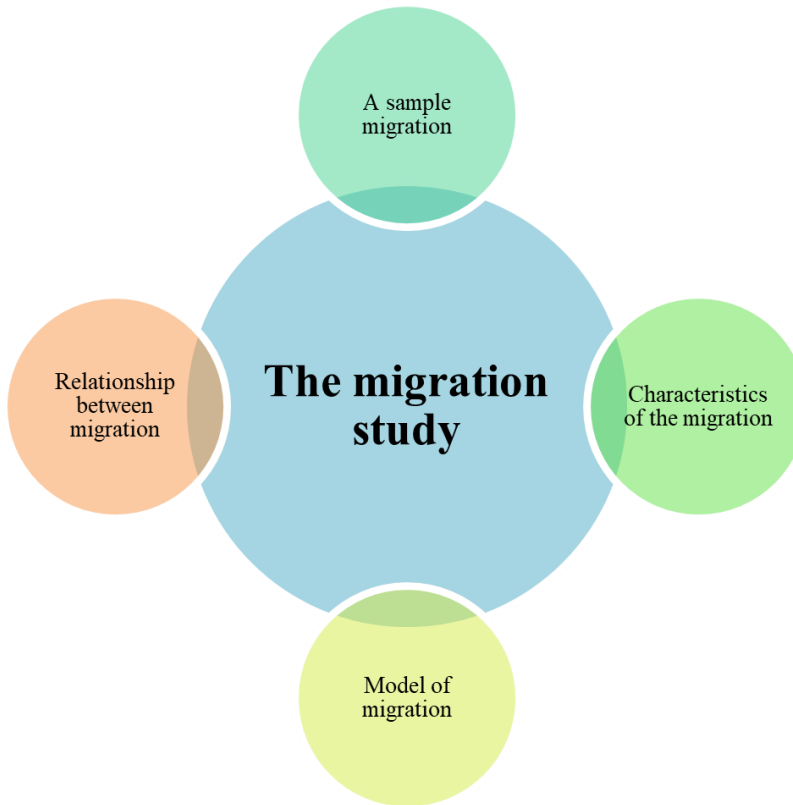 A sample
migration
Relationship
between
migration
The migration
study
Characteristics
of the migration
Model of
migration